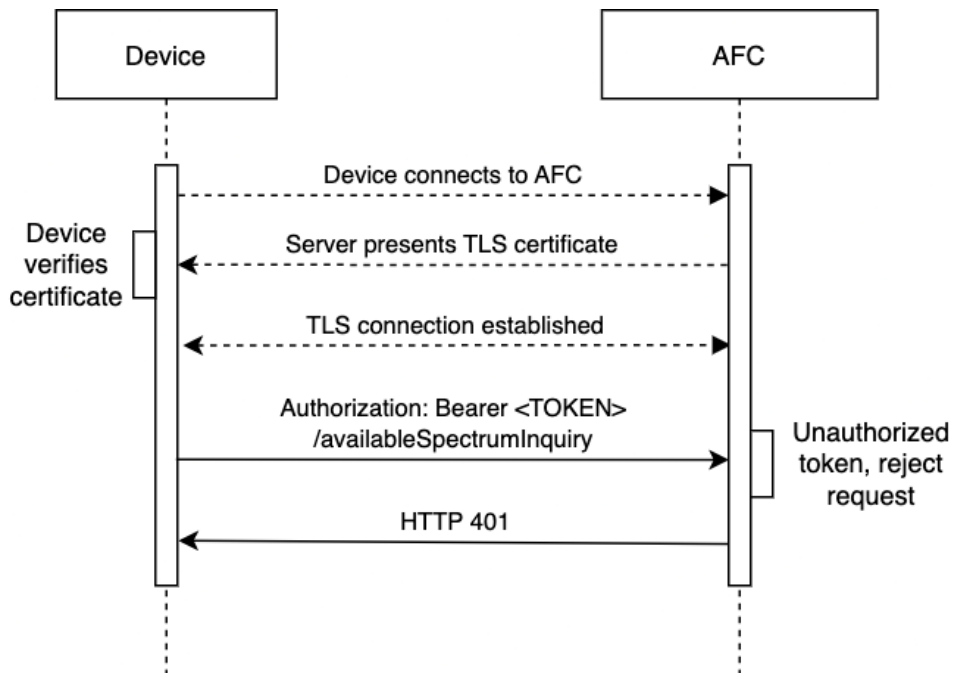 Device
AFC
Device connects to AFC
Device
verifies
certificate
Server presents TLS certificate
TLS connection established
Authorization: Bearer <TOKEN>
/availableSpectrumInquiry
Unauthorized
token, reject
request
HTTP 401